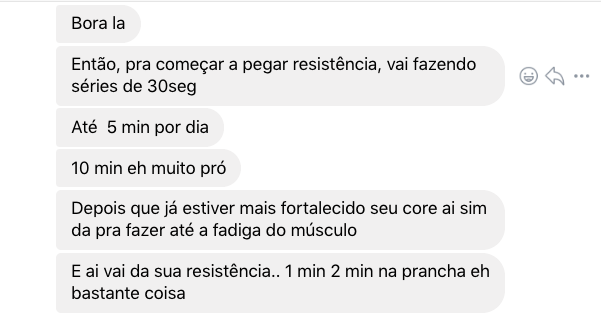 Bora la
Então, pra começar a pegar resistência, vai fazendo
séries de 30seg
Até  5 min por dia
10 min eh muito pró
Depois que já estiver mais fortalecido seu core ai sim
da pra fazer até a fadiga do músculo
E ai vai da sua resistência.. 1 min 2 min na prancha eh
bastante coisa